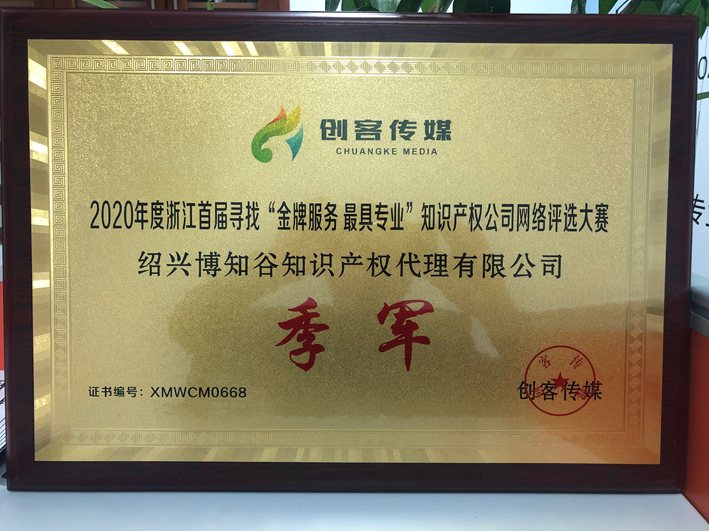 创客传媒
CHUANGKE MEDIA
2020年度浙江首届寻找“金牌服务 最具专业”知识产权公司网络评选大赛
绍兴博知谷知识产权代理有限公司
季军
证书编号：XMWCM0668
创客传媒